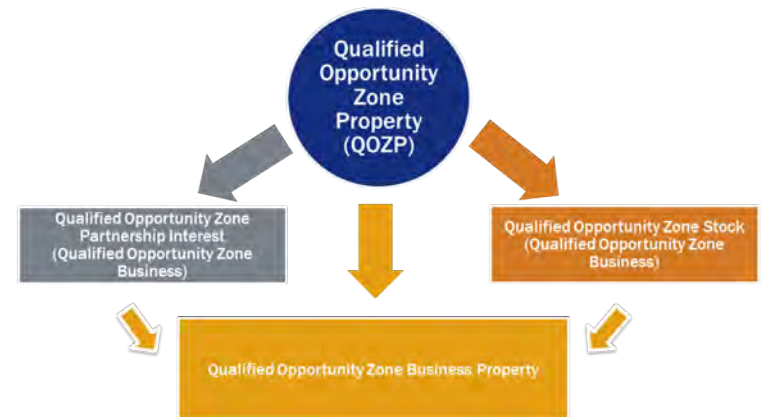 Qualified
Opportunity
Zone
Property
(QOZP)
Qualified Opportunity Zone
Partnership Interest
(Qualified Opportunity Zone
Business)
Qualified Opportunity Zone Stock
(Qualified Opportunity Zone
Business)
Qualified Opportunity Zone Business Property